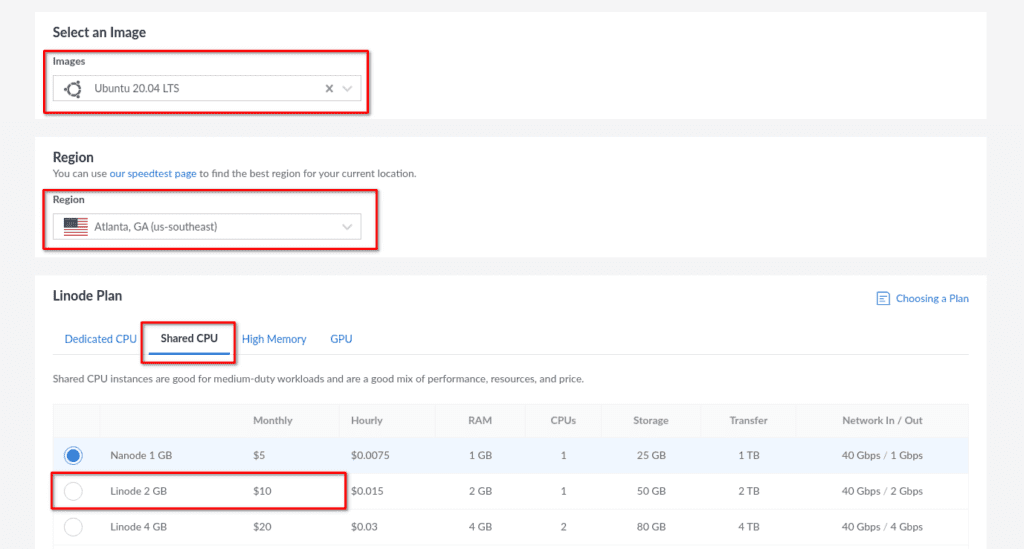 Select an Image
Images
Ubuntu 20.04 LTS
Region
You can use our speedtest page to find the best region for your current location.
Region
Atlanta, GA (us-southeast)
Linode Plan
Choosing a Plan
Dedicated CPU Shared CPU High Memory GPU
Shared CPU instances are good for medium-duty workloads and are a good mix of performance, resources, and price.
Monthly Hourly RAM CPUs Storage Transfer Network In / Out
Nanode 1 GB $5 $0.0075 1 GB 1 25 GB 1 TB 40 Gbps / 1 Gbps
Linode 2 GB $10 $0.015 2 GB 1 50 GB 2 TB 40 Gbps / 2 Gbps
Linode 4 GB $20 $0.03 4 GB 2 80 GB 4 TB 40 Gbps / 4 Gbps